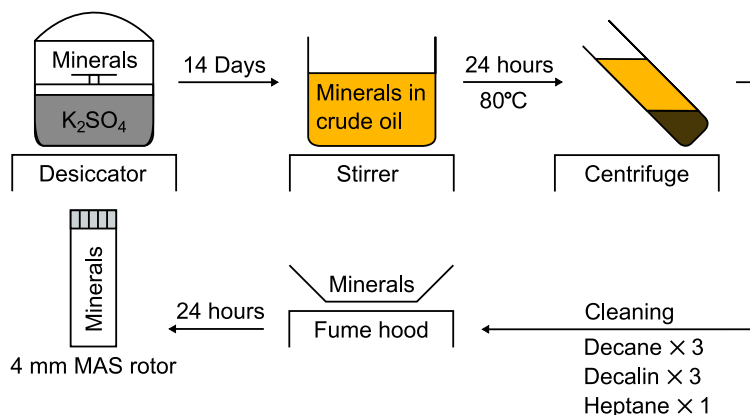 Minerals
K₂SO₄
Desiccator
14 Days
Minerals in
crude oil
Stirrer
24 hours
80°C
Centrifuge
Cleaning
Decane × 3
Decalin × 3
Heptane × 1
Minerals
Fume hood
24 hours
Minerals
4 mm MAS rotor